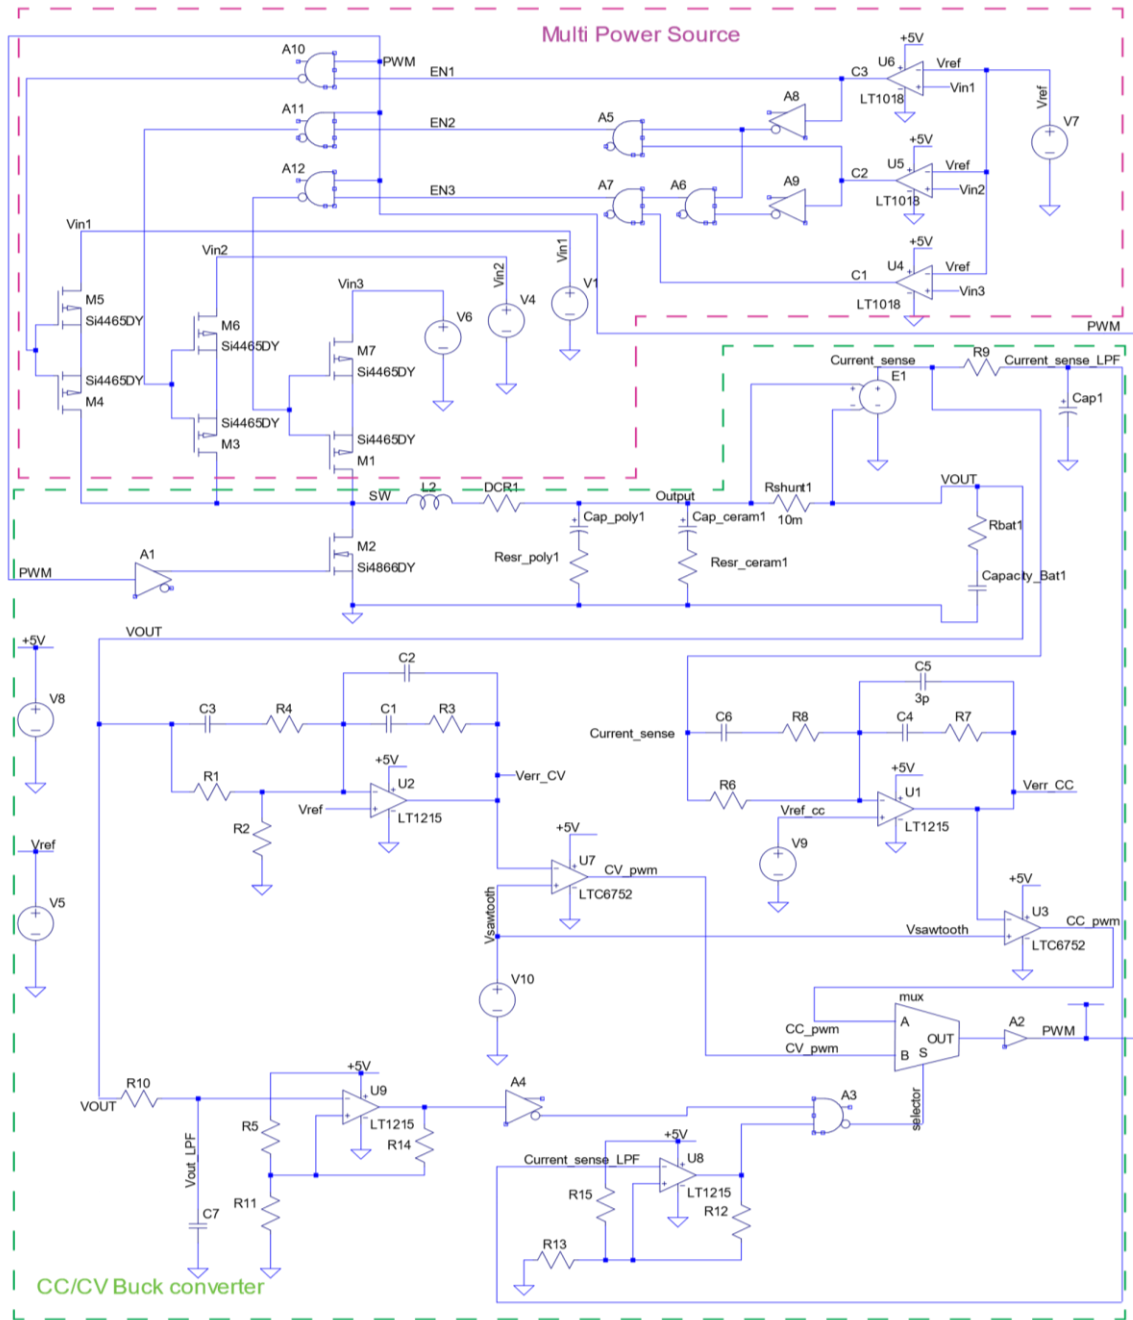 Multi Power Source
+5V
A10
PWM
U6
Vref
C3
EN1
Vin1
A8
LT1018
Vref
A11
A5
V7
EN2
+5V
U5
Vref
A12
C2
A7
A6
A9
EN3
Vin2
LT1018
Vin1
+5V
Vin2
Vin1
U4
Vref
Vin2
C1
Vin3
V1
Vin3
M5
V4
LT1018
Si4465DY
M6
V6
PWM
Si4465DY
M7
R9
Current_sense
Current_sense_LPF
Si4465DY
Si4465DY
E1
M4
Cap1
Si4465DY
M3
Si4465DY
M1
L2
DCR1
Rshunt1
VOUT
SW
Output
10m
Cap_poly1
Cap_ceram1
Rbat1
M2
A1
Resr_poly1
Resr_ceram1
PWM
Si4866DY
Capacity_Bat1
VOUT
+5V
C2
C5
V8
3p
C3
R4
C1
R3
C6
R8
C4
R7
Current_sense
+5V
+5V
R1
U2
Verr_CV
R6
U1
Verr_CC
Vref
Vref_cc
R2
LT1215
LT1215
+5V
Vref
V9
U7
CV_pwm
+5V
V5
LTC6752
U3
CC_pwm
Vsawtooth
Vsawtooth
LTC6752
V10
mux
A
A2
CC_pwm
OUT
PWM
CV_pwm
B
S
+5V
R10
U9
A4
A3
VOUT
selector
R5
LT1215
+5V
R14
Vout_LPF
Current_sense_LPF
U8
R15
LT1215
R11
C7
R12
R13
CC/CV Buck converter